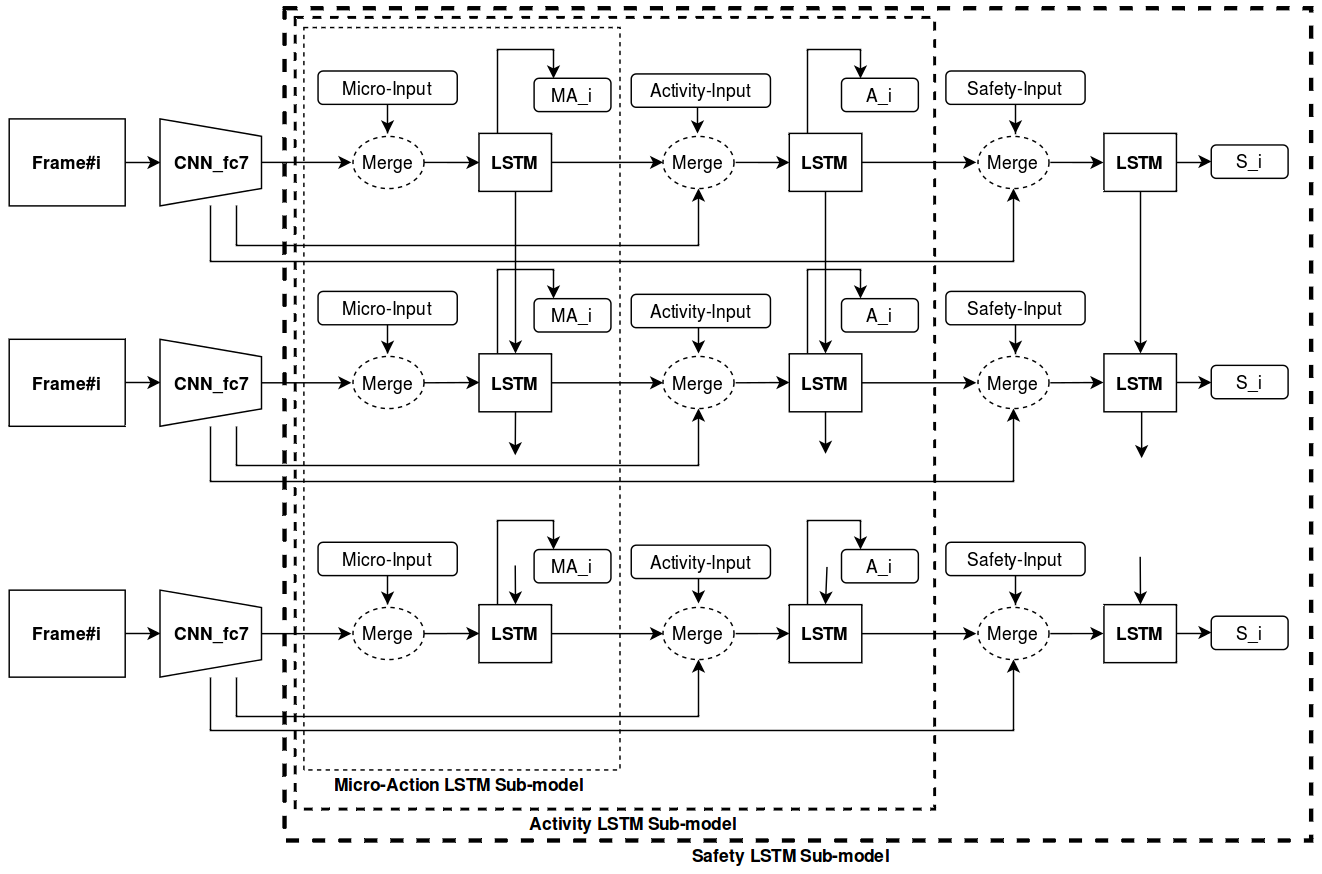 Micro-Input
MA_i
Activity-Input
A_i
Safety-Input
Frame#i
CNN_fc7
Merge
LSTM
Merge
LSTM
Merge
LSTM
S_i
Micro-Input
MA_i
Activity-Input
A_i
Safety-Input
Frame#i
CNN_fc7
Merge
LSTM
Merge
LSTM
Merge
LSTM
S_i
Micro-Input
MA_i
Activity-Input
A_i
Safety-Input
Frame#i
CNN_fc7
Merge
LSTM
Merge
LSTM
Merge
LSTM
S_i
Micro-Action LSTM Sub-model
Activity LSTM Sub-model
Safety LSTM Sub-model